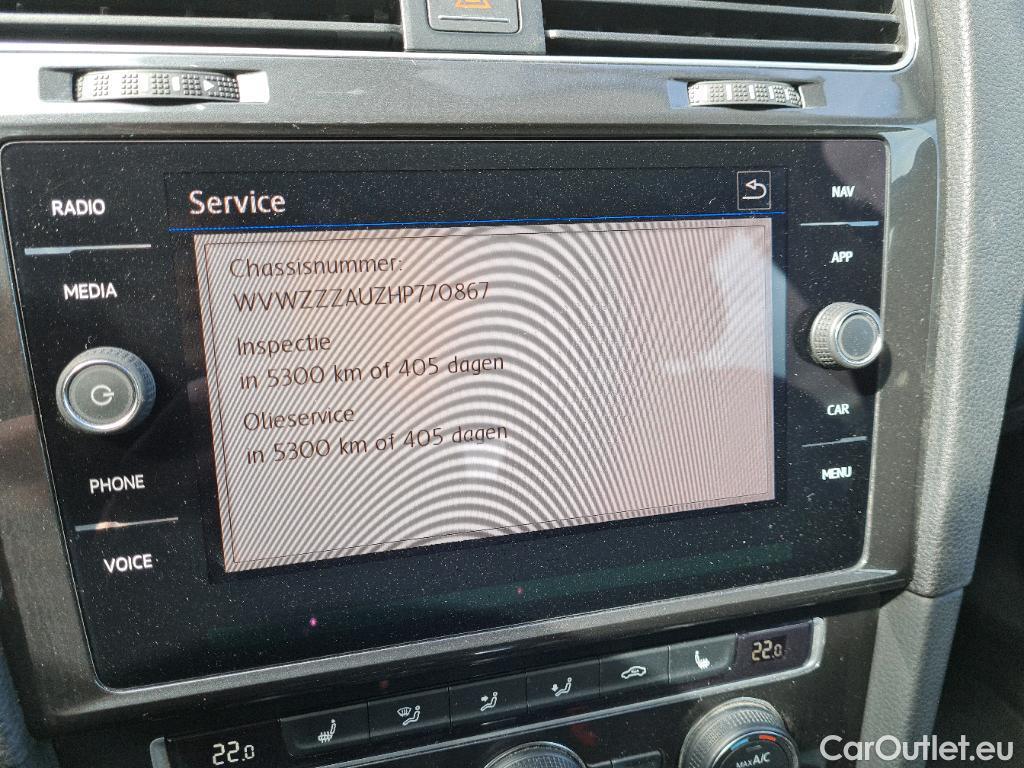 RADIO
MEDIA
PHONE
VOICE
Service
Chassisnummer:
WVWZZZAUZHP770867
Inspectie
in 5300 km of 405 dagen
Olieservice
in 5300 km of 405 dagen
NAV
APP
CAR
MENU
22.0
22.0
MAX A/C
CarOutlet.eu